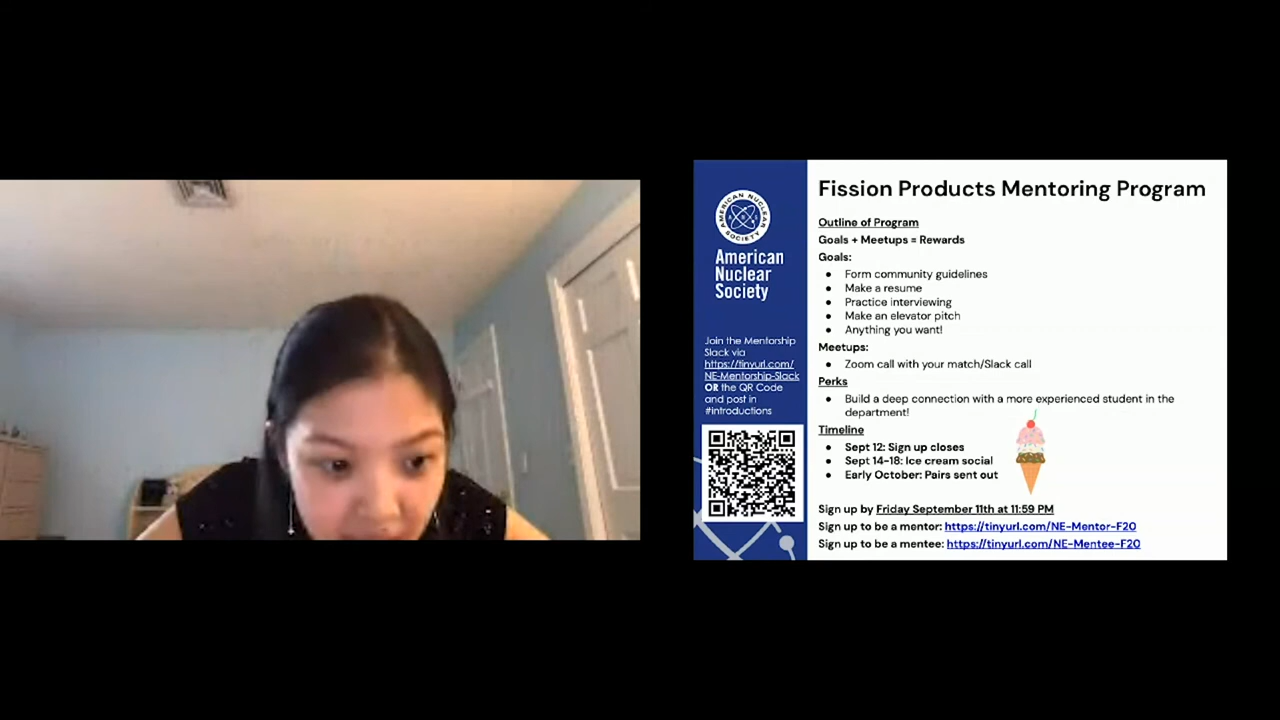 Fission Products Mentoring Program
Outline of Program
Goals + Meetups = Rewards
Goals:
● Form community guidelines
● Make a resume
● Practice interviewing
● Make an elevator pitch
● Anything you want!
Meetups:
● Zoom call with your match/Slack call
Perks
● Build a deep connection with a more experienced student in the
department!
Timeline
● Sept 12: Sign up closes
● Sept 14-18: Ice cream social
● Early October: Pairs sent out
Sign up by Friday September 11th at 11:59 PM
Sign up to be a mentor: https://tinyurl.com/NE-Mentor-F20
Sign up to be a mentee: https://tinyurl.com/NE-Mentee-F20
AMERICAN NUCLEAR SOCIETY
American
Nuclear
Society
Join the Mentorship
Slack via
https://tinyurl.com/
NE-Mentorship-Slack
OR the QR Code
and post in
#introductions